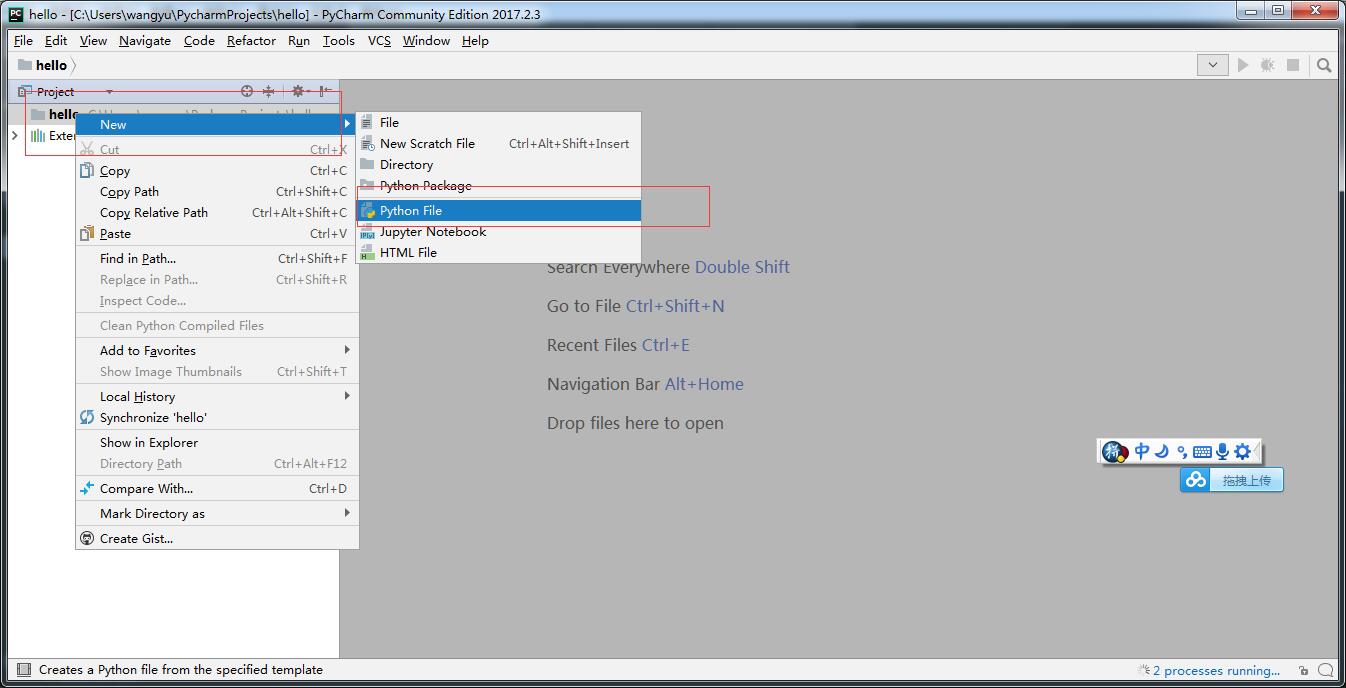 hello - [C:\Users\wangyu\PycharmProjects\hello] - PyCharm Community Edition 2017.2.3
File Edit View Navigate Code Refactor Run Tools VCS Window Help
hello
Project
hello
Exter
New
Cut Ctrl+X
Copy Ctrl+C
Copy Path Ctrl+Shift+C
Copy Relative Path Ctrl+Alt+Shift+C
Paste Ctrl+V
Find in Path... Ctrl+Shift+F
Replace in Path... Ctrl+Shift+R
Inspect Code...
Clean Python Compiled Files
Add to Favorites
Show Image Thumbnails Ctrl+Shift+T
Local History
Synchronize 'hello'
Show in Explorer
Directory Path Ctrl+Alt+F12
Compare With... Ctrl+D
Mark Directory as
Create Gist...
File
New Scratch File Ctrl+Alt+Shift+Insert
Directory
Python Package
Python File
Jupyter Notebook
HTML File
Search Everywhere Double Shift
Go to File Ctrl+Shift+N
Recent Files Ctrl+E
Navigation Bar Alt+Home
Drop files here to open
中
拖拽上传
Creates a Python file from the specified template
2 processes running...